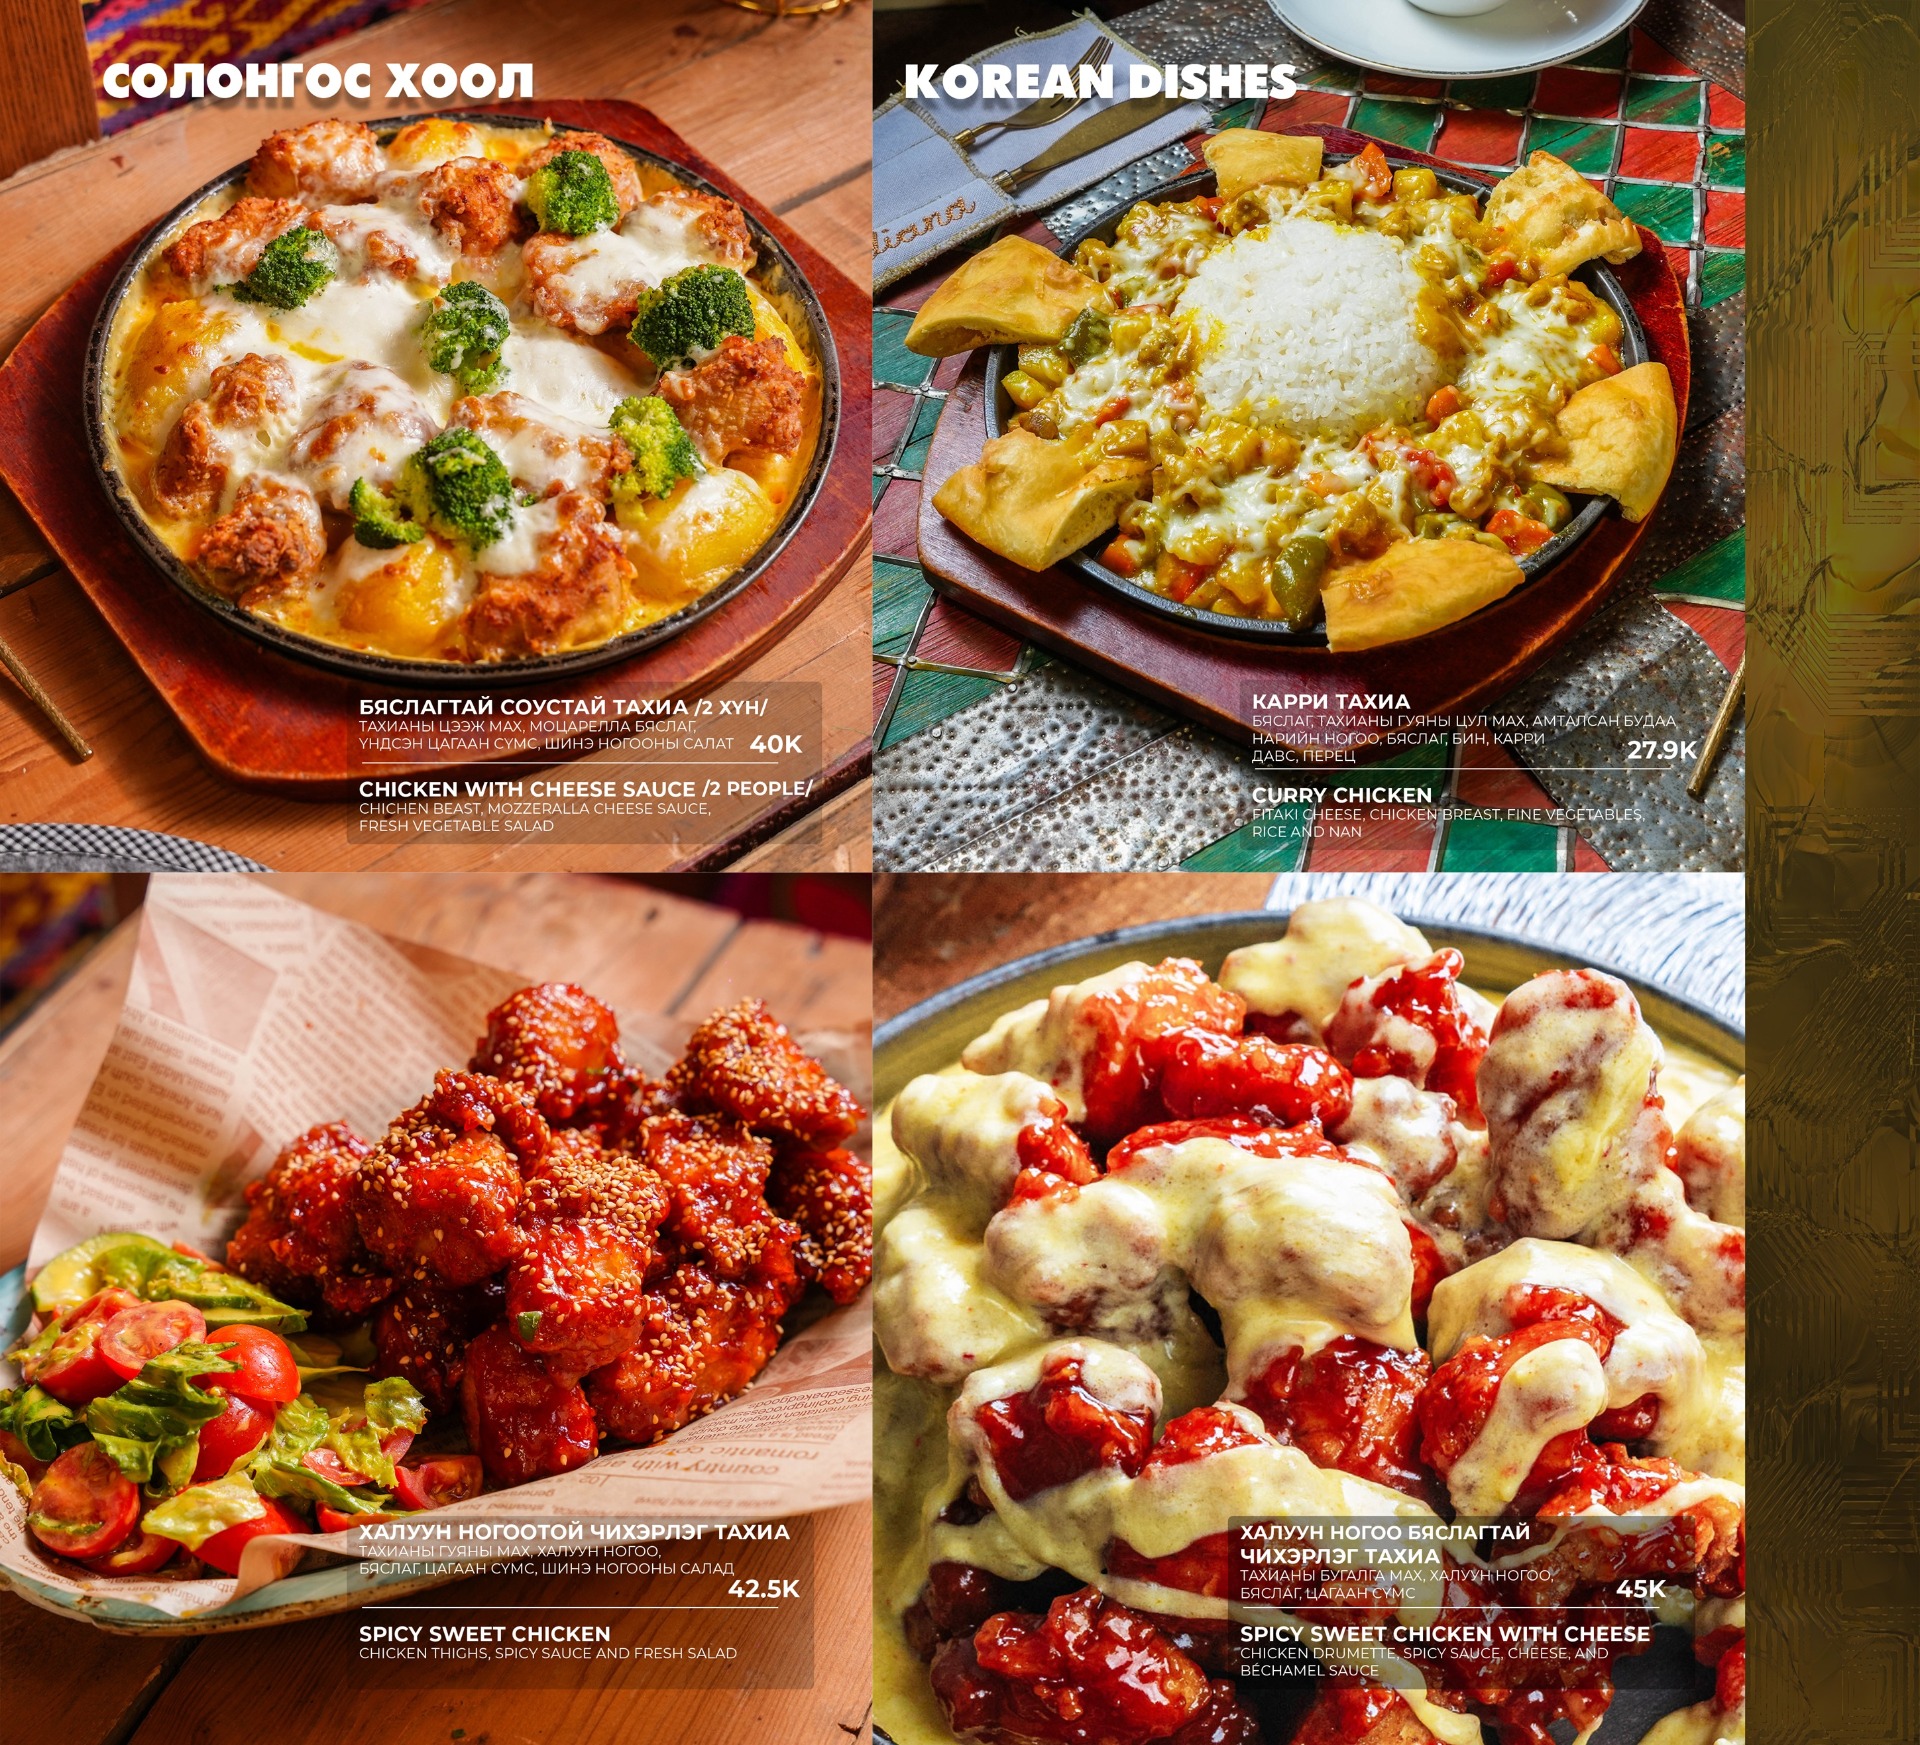 СОЛОНГОС ХООЛ
KOREAN DISHES
liana
БЯСЛАГТАЙ СОУСТАЙ ТАХИА /2 ХҮН/
ТАХИАНЫ ЦЭЭЖ МАХ, МОЦАРЕЛЛА БЯСЛАГ,
ҮНДСЭН ЦАГААН СҮМС, ШИНЭ НОГООНЫ САЛАТ 40K
CHICKEN WITH CHEESE SAUCE /2 PEOPLE/
CHICHEN BEAST, MOZZERALLA CHEESE SAUCE,
FRESH VEGETABLE SALAD
КАРРИ ТАХИА
БЯСЛАГ, ТАХИАНЫ ГУЯНЫ ЦУЛ МАХ, АМТАЛСАН БУДАА
НАРИЙН НОГОО, БЯСЛАГ, БИН, КАРРИ
ДАВС, ПЕРЕЦ 27.9K
CURRY CHICKEN
FITAKI CHEESE, CHICKEN BREAST, FINE VEGETABLES,
RICE AND NAN
country with a
romantic
ХАЛУУН НОГООТОЙ ЧИХЭРЛЭГ ТАХИА
ТАХИАНЫ ГУЯНЫ МАХ, ХАЛУУН НОГОО,
БЯСЛАГ, ЦАГААН СҮМС, ШИНЭ НОГООНЫ САЛАД
42.5K
SPICY SWEET CHICKEN
CHICKEN THIGHS, SPICY SAUCE AND FRESH SALAD
ХАЛУУН НОГОО БЯСЛАГТАЙ
ЧИХЭРЛЭГ ТАХИА
ТАХИАНЫ БУГАЛГА МАХ, ХАЛУУН НОГОО,
БЯСЛАГ, ЦАГААН СҮМС 45K
SPICY SWEET CHICKEN WITH CHEESE
CHICKEN DRUMETTE, SPICY SAUCE, CHEESE, AND
BÉCHAMEL SAUCE